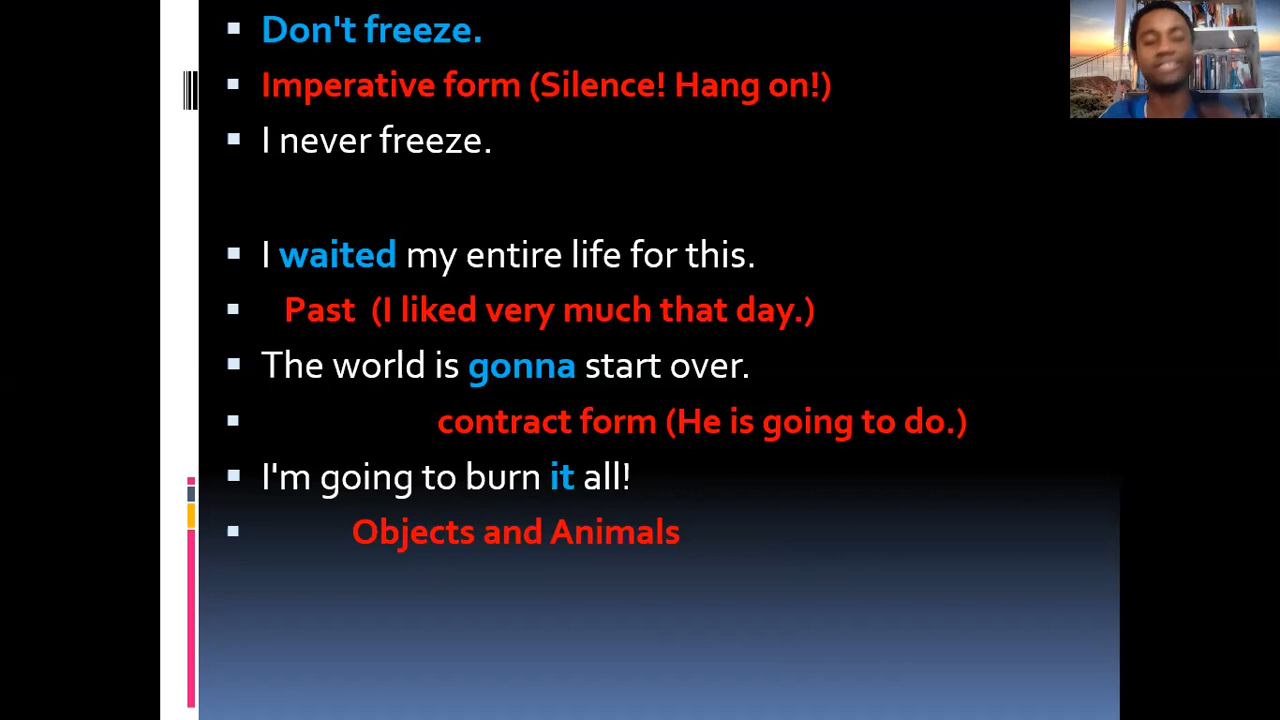 Don't freeze.
Imperative form (Silence! Hang on!)
I never freeze.
I waited my entire life for this.
Past (I liked very much that day.)
The world is gonna start over.
contract form (He is going to do.)
I'm going to burn it all!
Objects and Animals